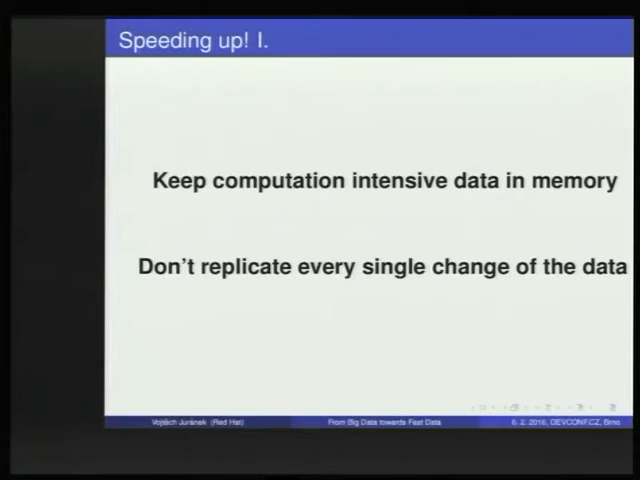 Speeding up! I.
Keep computation intensive data in memory
Don't replicate every single change of the data
Vojtěch Juránek (Red Hat)
From Big Data towards Fast Data
6. 2. 2016, DEVCONF.CZ, Brno